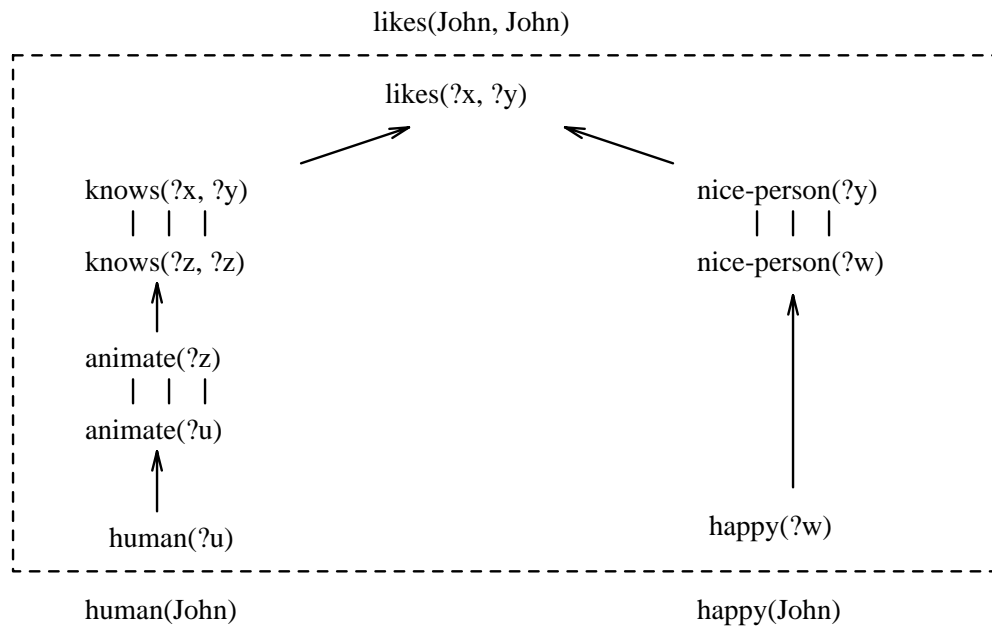 likes(John, John)
likes(?x, ?y)
knows(?x, ?y)
nice-person(?y)
knows(?z, ?z)
nice-person(?w)
animate(?z)
animate(?u)
human(?u)
happy(?w)
human(John)
happy(John)